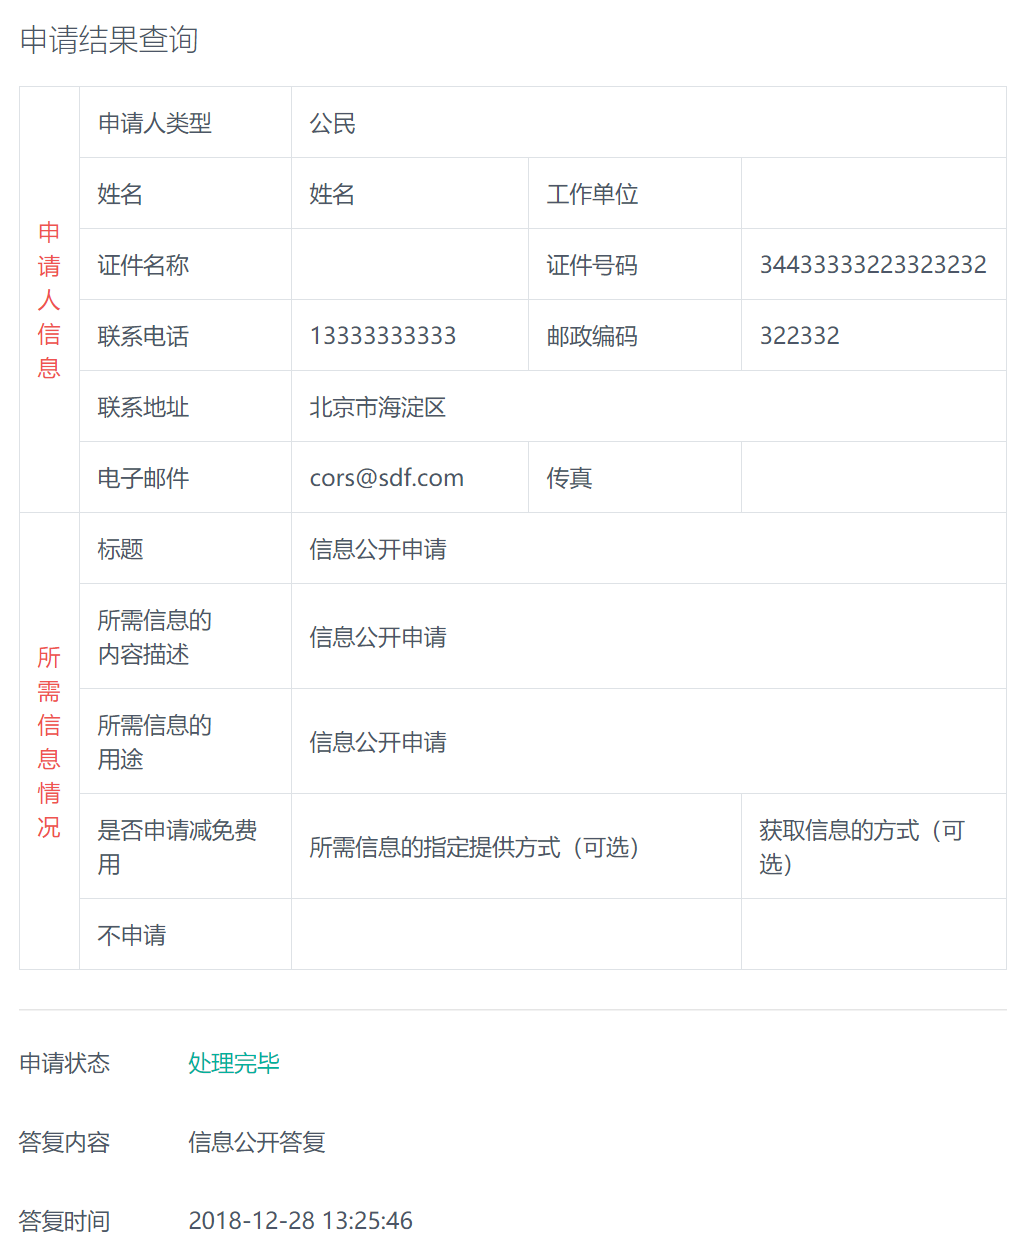 申请结果查询
申请人信息
申请人类型 公民
姓名 姓名 工作单位
证件名称 证件号码 34433333223323232
联系电话 13333333333 邮政编码 322332
联系地址 北京市海淀区
电子邮件 cors@sdf.com 传真
所需信息情况
标题 信息公开申请
所需信息的
内容描述
信息公开申请
所需信息的
用途
信息公开申请
是否申请减免费
用
所需信息的指定提供方式（可选）
获取信息的方式（可
选）
不申请
申请状态 处理完毕
答复内容 信息公开答复
答复时间 2018-12-28 13:25:46